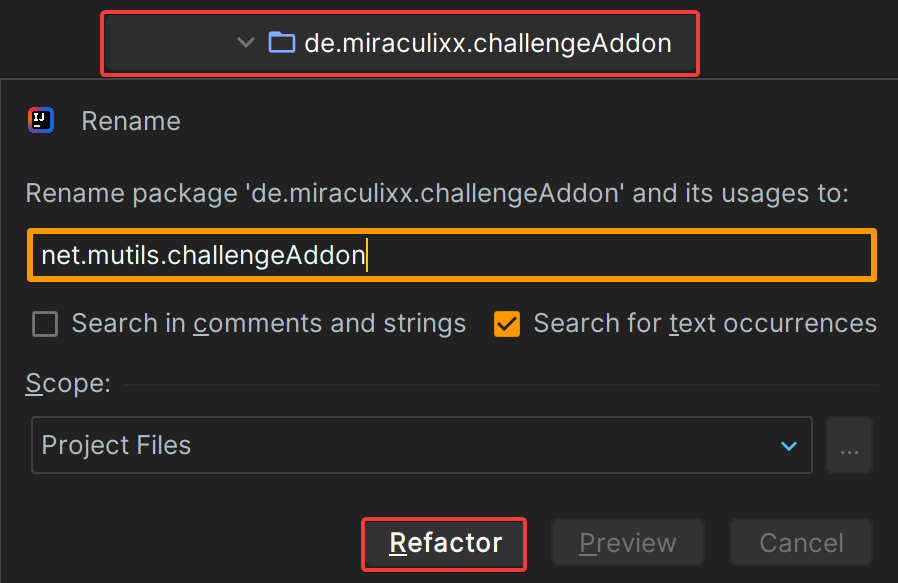 de.miraculixx.challengeAddon
IJ
Rename
Rename package 'de.miraculixx.challengeAddon' and its usages to:
net.mutils.challengeAddon
Search in comments and strings Search for text occurrences
Scope:
Project Files
...
Refactor Preview Cancel